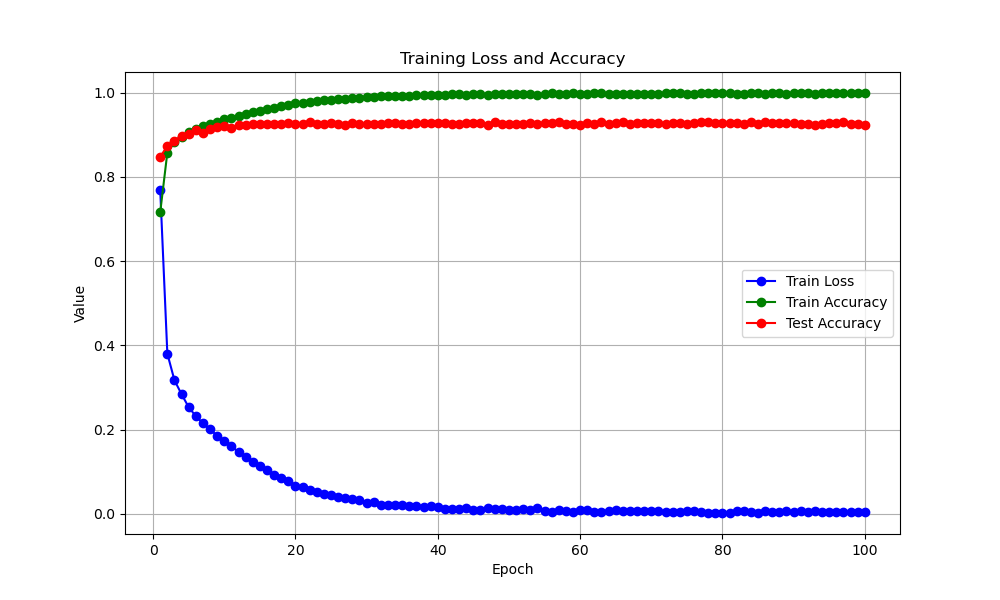 Training Loss and Accuracy
1.0
0.8
0.6
0.4
0.2
0.0
Value
Train Loss
Train Accuracy
Test Accuracy
0 20 40 60 80 100
Epoch